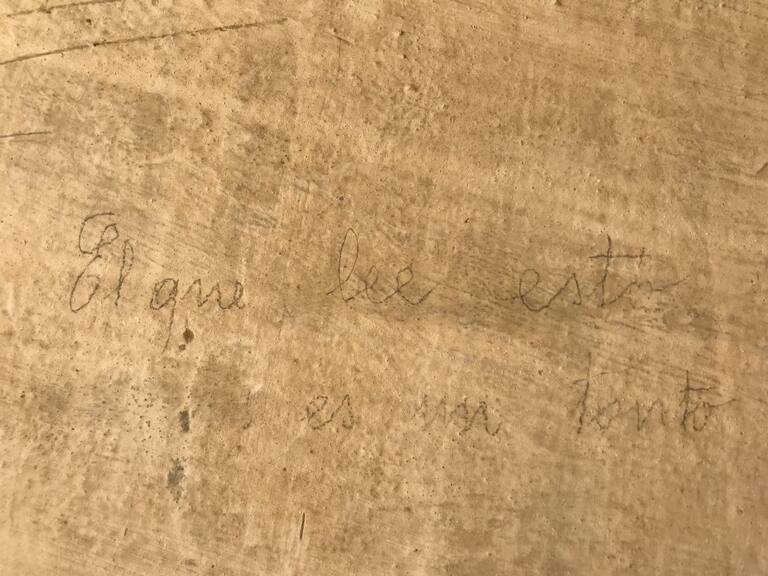 El que lee esto
es un tonto